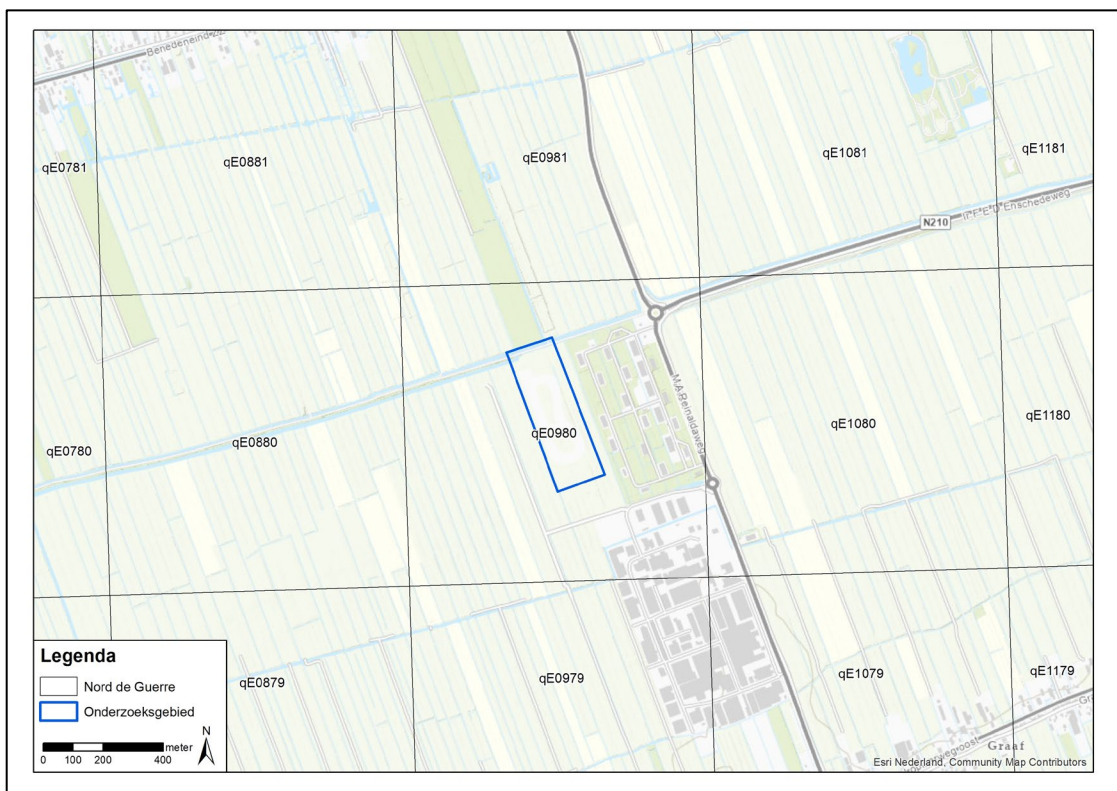 Benedeneind
qE0781
qE0881
qE0981
qE1081
qE1181
N210
M.A.Reinaldaweg
qE0780
qE0880
qE0980
qE1080
qE1180
qE0879
qE0979
qE1079
qE1179
Legenda
Nord de Guerre
Onderzoeksgebied
N
meter
0 100 200 400
Graaf
Esri Nederland, Community Map Contributors